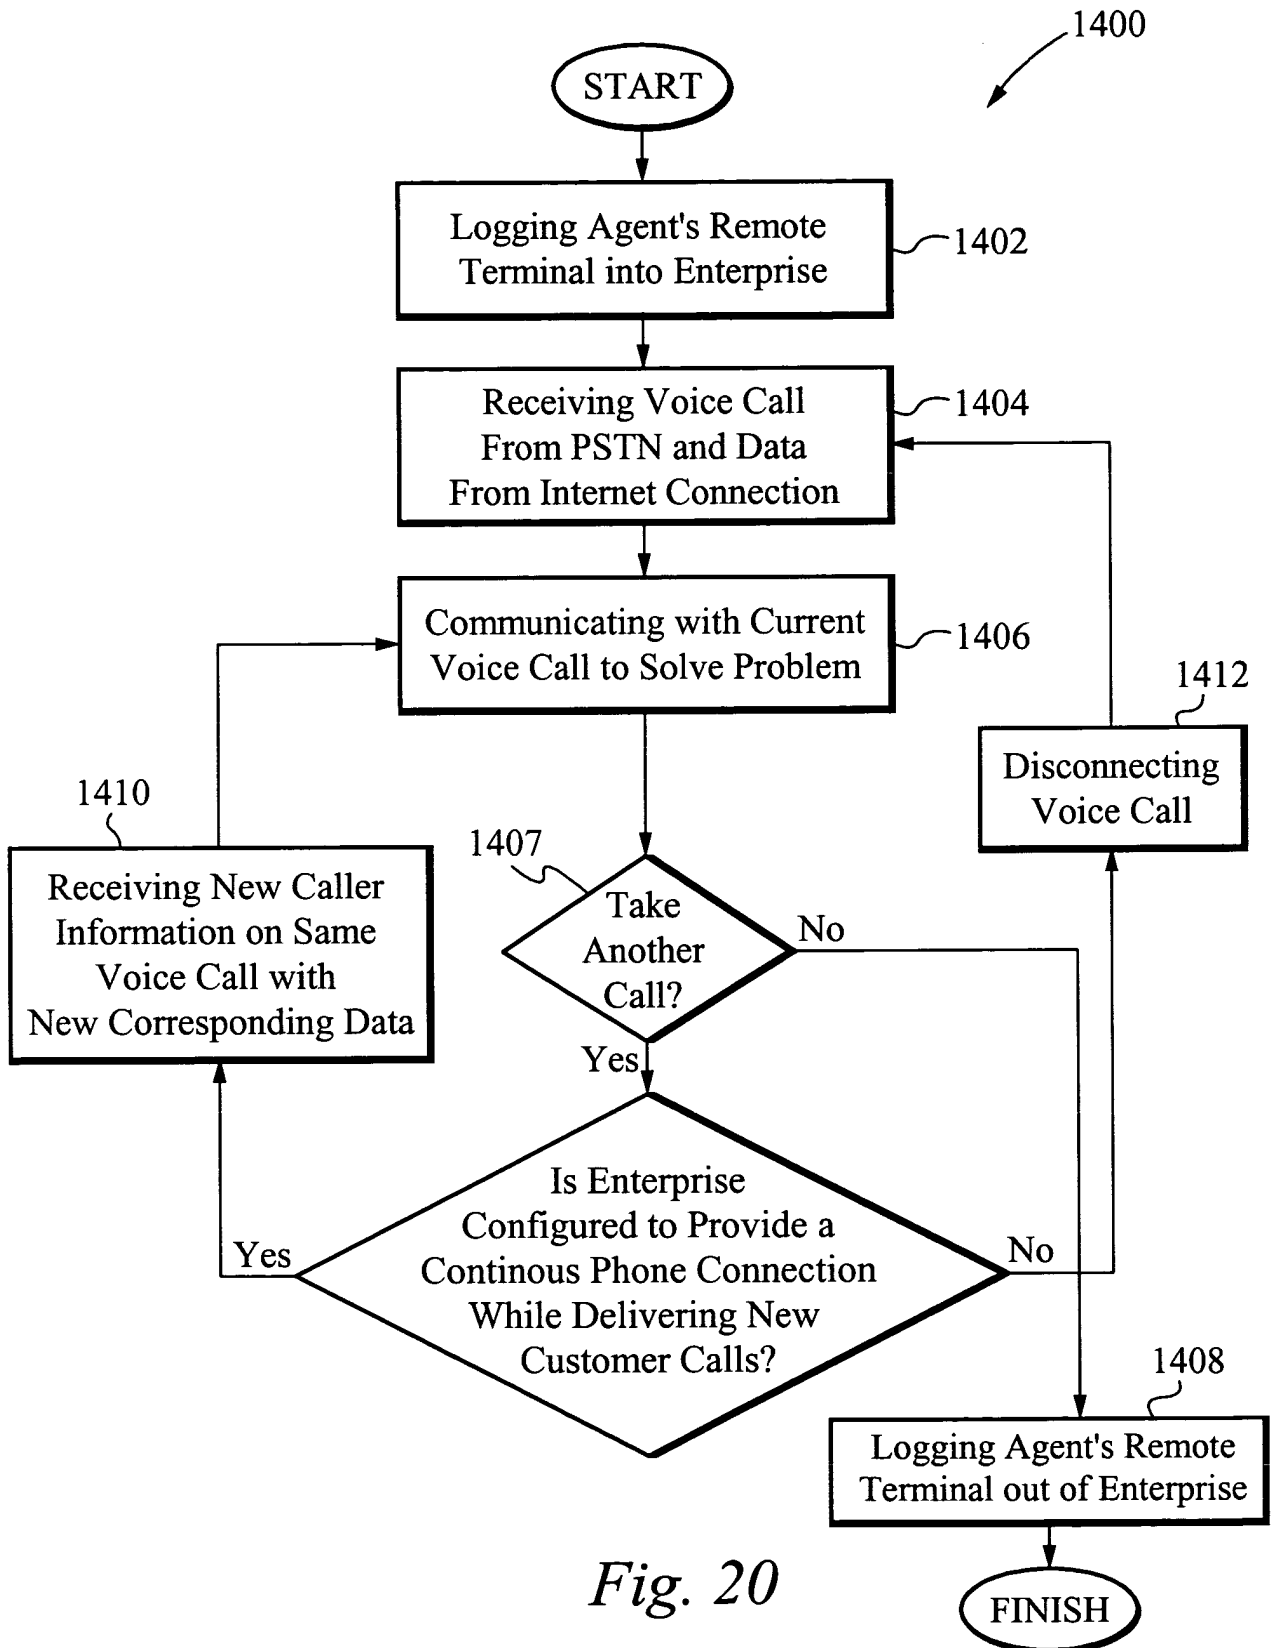 1400
START
Logging Agent's Remote
Terminal into Enterprise
1402
Receiving Voice Call
From PSTN and Data
From Internet Connection
1404
Communicating with Current
Voice Call to Solve Problem
1406
1412
Disconnecting
Voice Call
1410
Receiving New Caller
Information on Same
Voice Call with
New Corresponding Data
1407
Take
Another
Call?
No
Yes
Is Enterprise
Configured to Provide a
Continous Phone Connection
While Delivering New
Customer Calls?
Yes
No
1408
Logging Agent's Remote
Terminal out of Enterprise
FINISH
Fig. 20